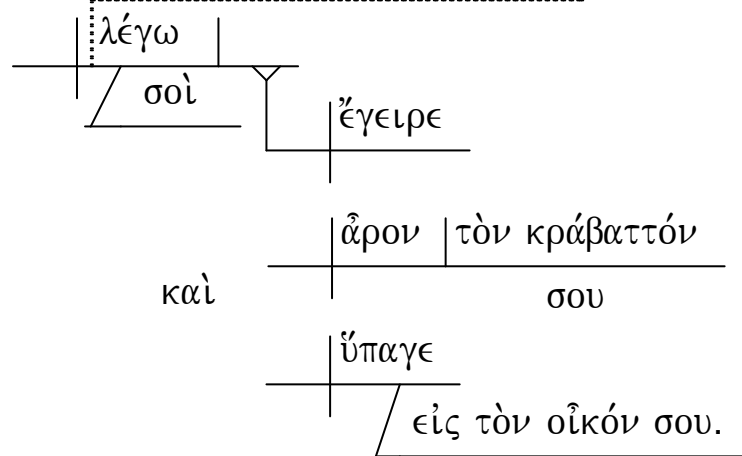 λέγω
σοὶ
ἔγειρε
ἆρον τὸν κράβαττόν
καὶ
σου
ὕπαγε
εἰς τὸν οἶκόν σου.